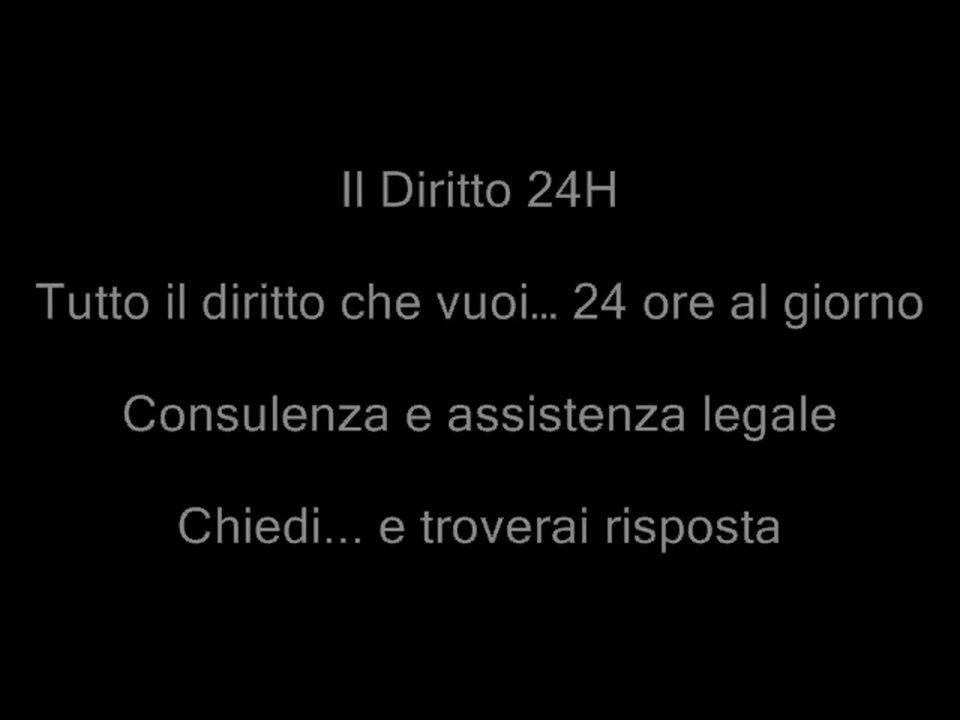 Il Diritto 24H
Tutto il diritto che vuoi… 24 ore al giorno
Consulenza e assistenza legale
Chiedi... e troverai risposta